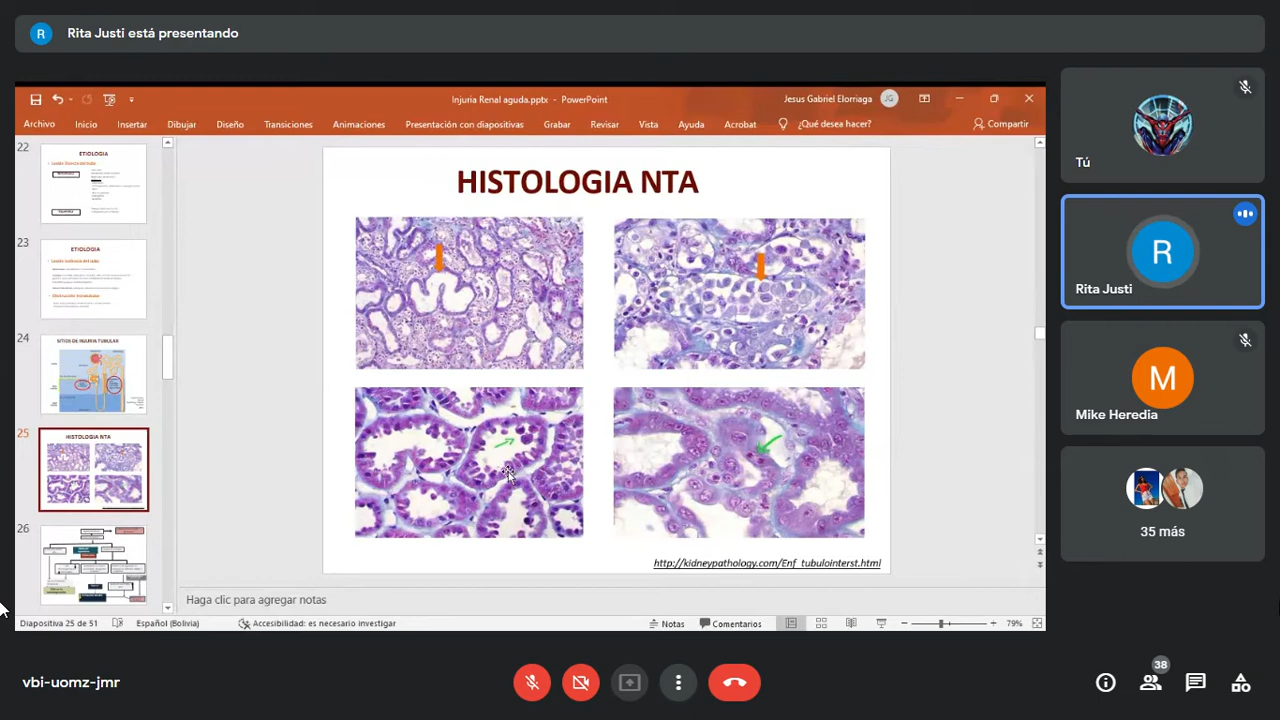 R
Rita Justi está presentando
Injuria Renal aguda.pptx - PowerPoint
Jesus Gabriel Elorriaga
JG
Archivo
Inicio
Insertar
Dibujar
Diseño
Transiciones
Animaciones
Presentación con diapositivas
Grabar
Revisar
Vista
Ayuda
Acrobat
¿Qué desea hacer?
Compartir
22
ETIOLOGIA
23
ETIOLOGIA
24
SITIOS DE INJURIA TUBULAR
25
HISTOLOGIA NTA
26
HISTOLOGIA NTA
http://kidneypathology.com/Enf_tubulointerst.html
Haga clic para agregar notas
Diapositiva 25 de 51
Español (Bolivia)
Accesibilidad: es necesario investigar
Notas
Comentarios
79%
Tú
R
Rita Justi
M
Mike Heredia
35 más
vbi-uomz-jmr
38